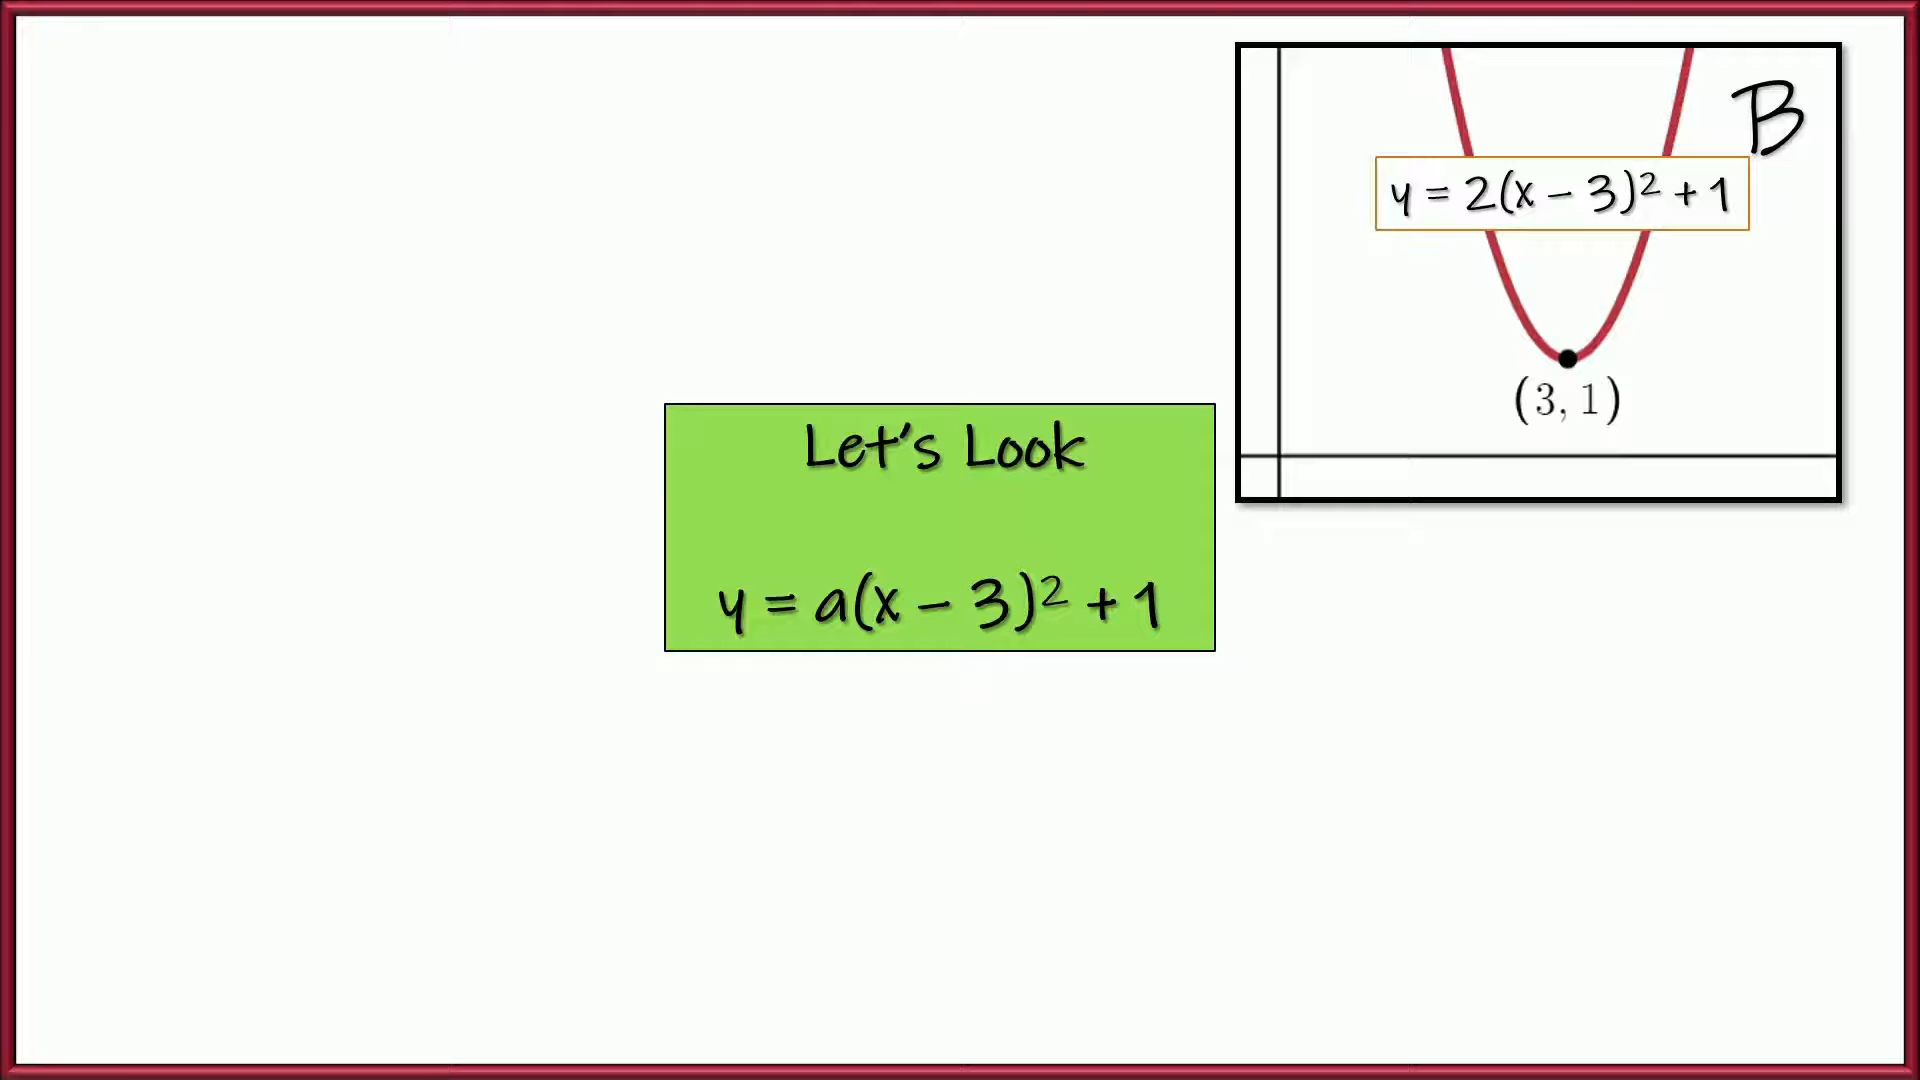 B
y = 2(x – 3)² + 1
(3, 1)
Let's Look
y = a(x – 3)² + 1